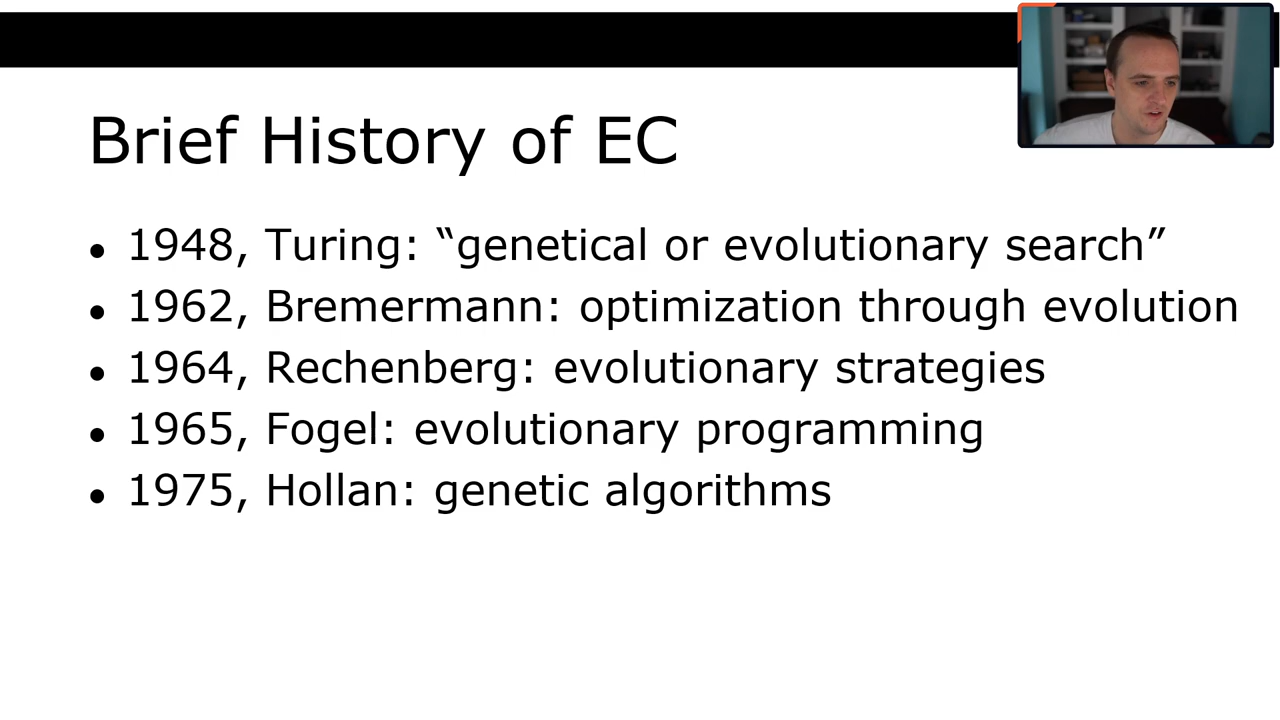 Brief History of EC
• 1948, Turing: “genetical or evolutionary search”
• 1962, Bremermann: optimization through evolution
• 1964, Rechenberg: evolutionary strategies
• 1965, Fogel: evolutionary programming
• 1975, Hollan: genetic algorithms